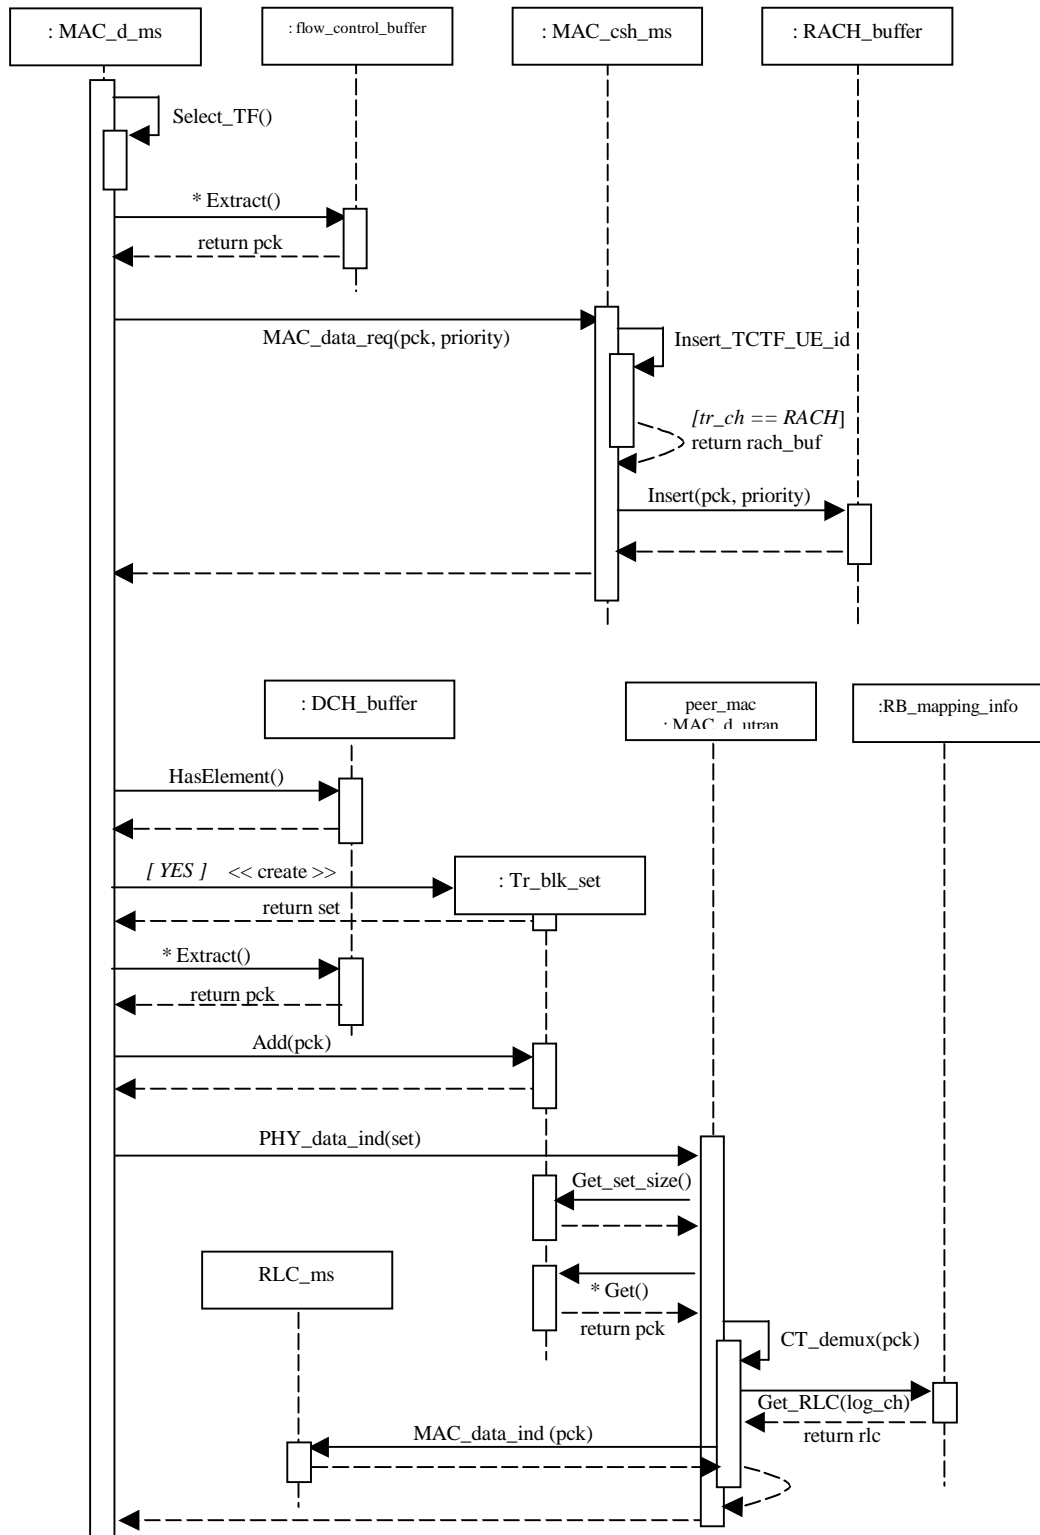 : MAC_d_ms
: flow_control_buffer
: MAC_csh_ms
: RACH_buffer
Select_TF()
* Extract()
return pck
MAC_data_req(pck, priority)
Insert_TCTF_UE_id
[tr_ch == RACH]
return rach_buf
Insert(pck, priority)
: DCH_buffer
peer_mac
: MAC_d_utran
:RB_mapping_info
HasElement()
[ YES ] << create >>
: Tr_blk_set
return set
* Extract()
return pck
Add(pck)
PHY_data_ind(set)
Get_set_size()
RLC_ms
* Get()
return pck
CT_demux(pck)
Get_RLC(log_ch)
return rlc
MAC_data_ind (pck)